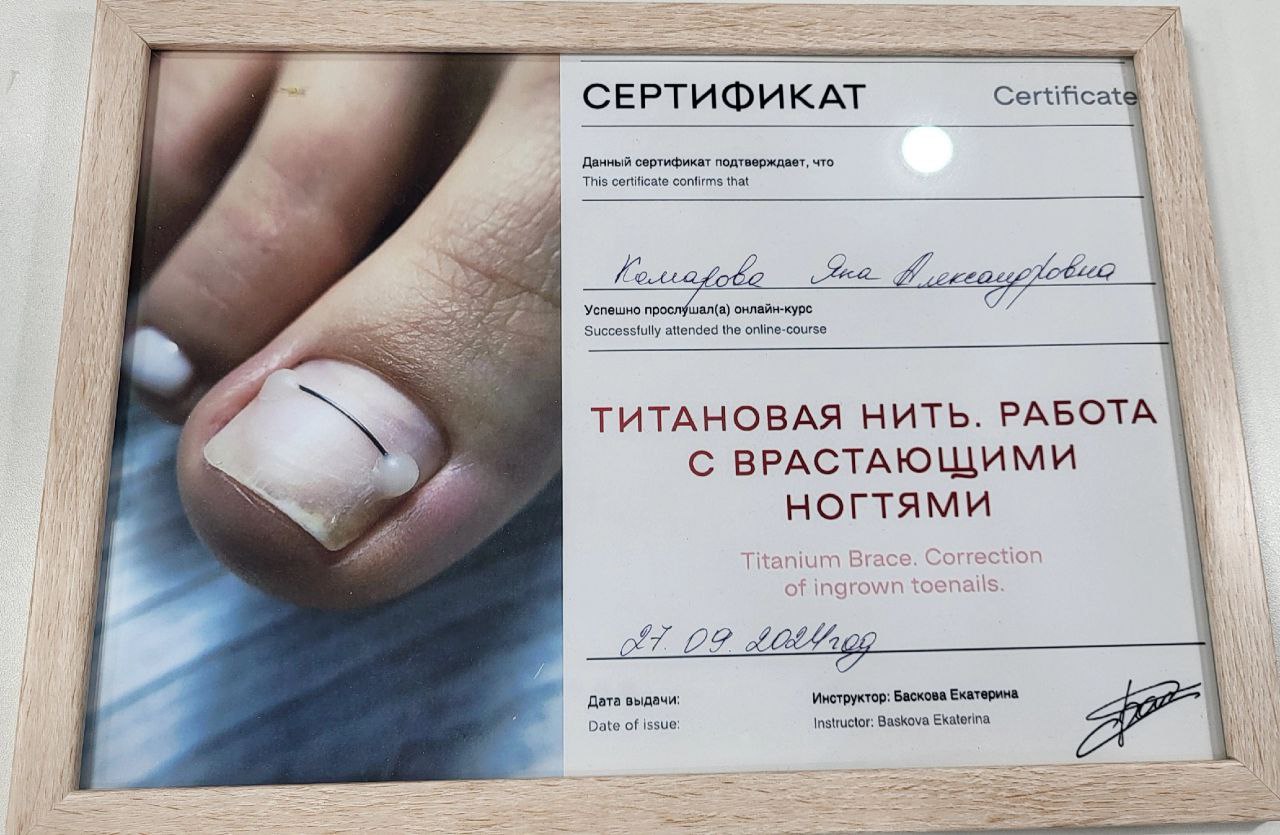 СЕРТИФИКАТ Certificate
Данный сертификат подтверждает, что
This certificate confirms that
Комарова Яна Александровна
Успешно прослушал(а) онлайн-курс
Successfully attended the online-course
ТИТАНОВАЯ НИТЬ. РАБОТА
С ВРАСТАЮЩИМИ
НОГТЯМИ
Titanium Brace. Correction
of ingrown toenails.
27.09.2024год
Дата выдачи: Инструктор: Баскова Екатерина
Date of issue: Instructor: Baskova Ekaterina